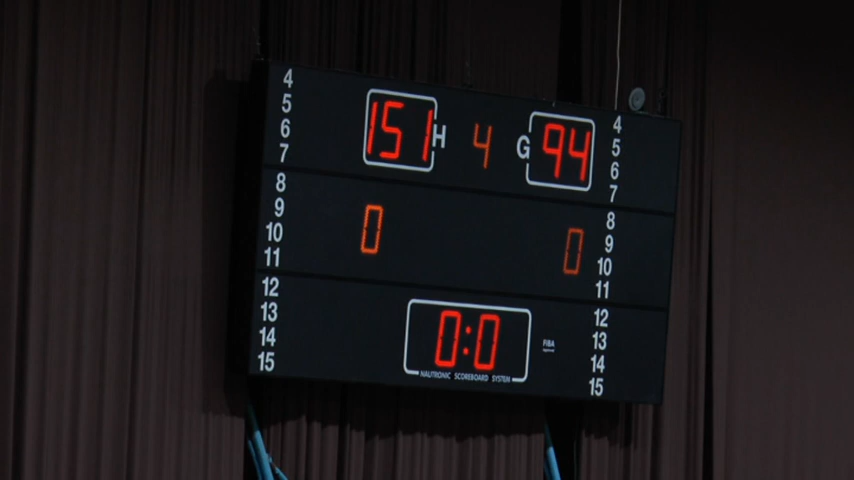 4 151 H 4 G 94 4
5 5
6 6
7 7
8 8
9 0 0 9
10 10
11 11
12 12
13 0:0 FIBA 13
14 14
15 15
NAUTRONIC SCOREBOARD SYSTEM